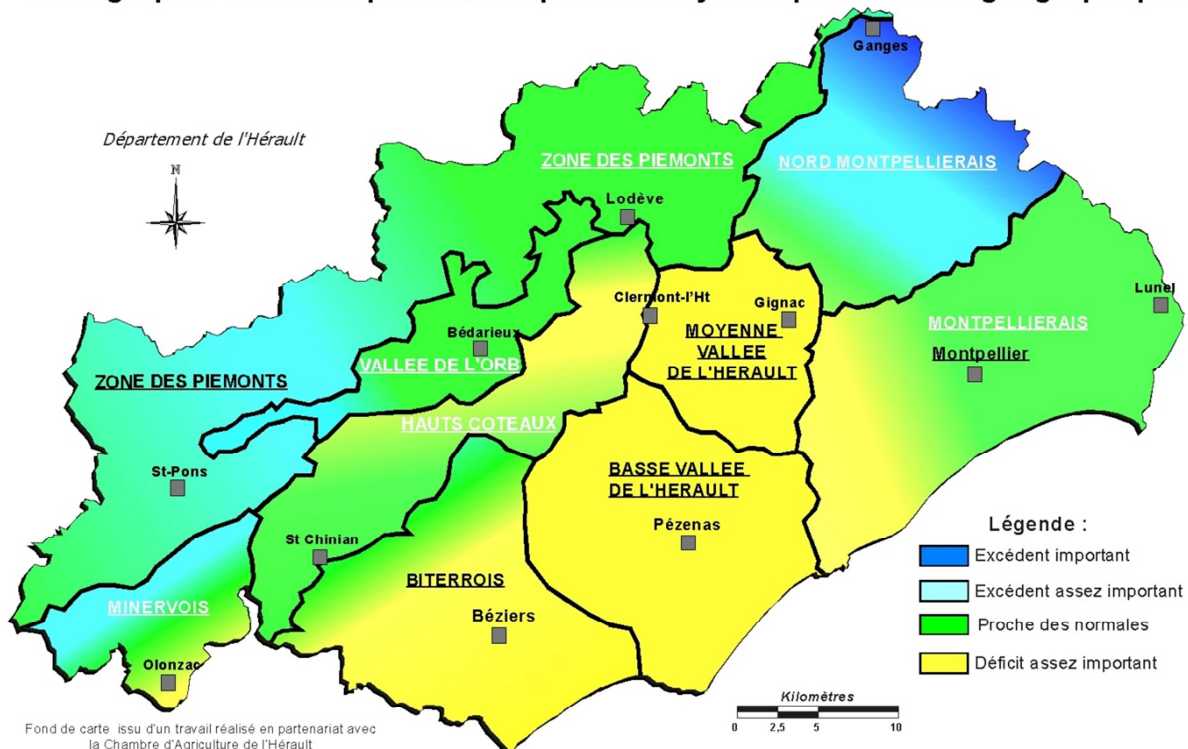 Département de l'Hérault
N
Ganges
ZONE DES PIEMONTS
NORD MONTPELLIERAIS
Lodève
Clermont-l'Ht
Gignac
Lunel
MOYENNE
VALLEE
DE L'HERAULT
MONTPELLIERAIS
Montpellier
Bédarieux
VALLEE DE L'ORB
ZONE DES PIEMONTS
HAUTS COTEAUX
St-Pons
BASSE VALLEE
DE L'HERAULT
Pézenas
St Chinian
BITERROIS
Béziers
MINERVOIS
Olonzac
Légende :
Excédent important
Excédent assez important
Proche des normales
Déficit assez important
Kilomètres
0 2,5 5 10
Fond de carte issu d'un travail réalisé en partenariat avec
la Chambre d'Agriculture de l'Hérault